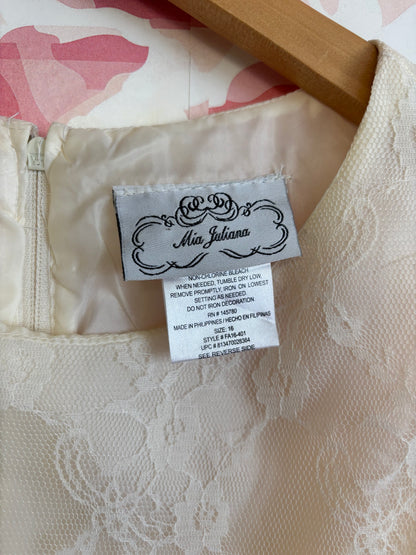 Mia Juliana
NON-CHLORINE BLEACH
WHEN NEEDED, TUMBLE DRY LOW,
REMOVE PROMPTLY, IRON ON LOWEST
SETTING AS NEEDED.
DO NOT IRON DECORATION.
RN # 145780
MADE IN PHILIPPINES / HECHO EN FILIPINAS
SIZE: 16
STYLE # FA16-401
UPC # 813470028384
SEE REVERSE SIDE